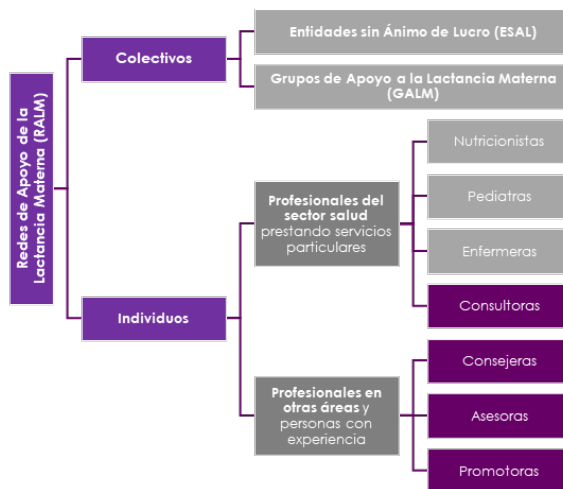 Redes de Apoyo de la
Lactancia Materna (RALM)
Colectivos
Entidades sin Ánimo de Lucro (ESAL)
Grupos de Apoyo a la Lactancia Materna
(GALM)
Individuos
Profesionales del
sector salud
prestando servicios
particulares
Nutricionistas
Pediatras
Enfermeras
Consultoras
Profesionales en
otras áreas y
personas con
experiencia
Consejeras
Asesoras
Promotoras